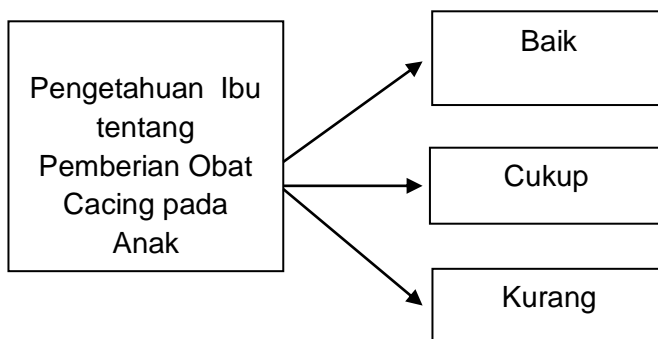 Pengetahuan Ibu
tentang
Pemberian Obat
Cacing pada
Anak
Baik
Cukup
Kurang